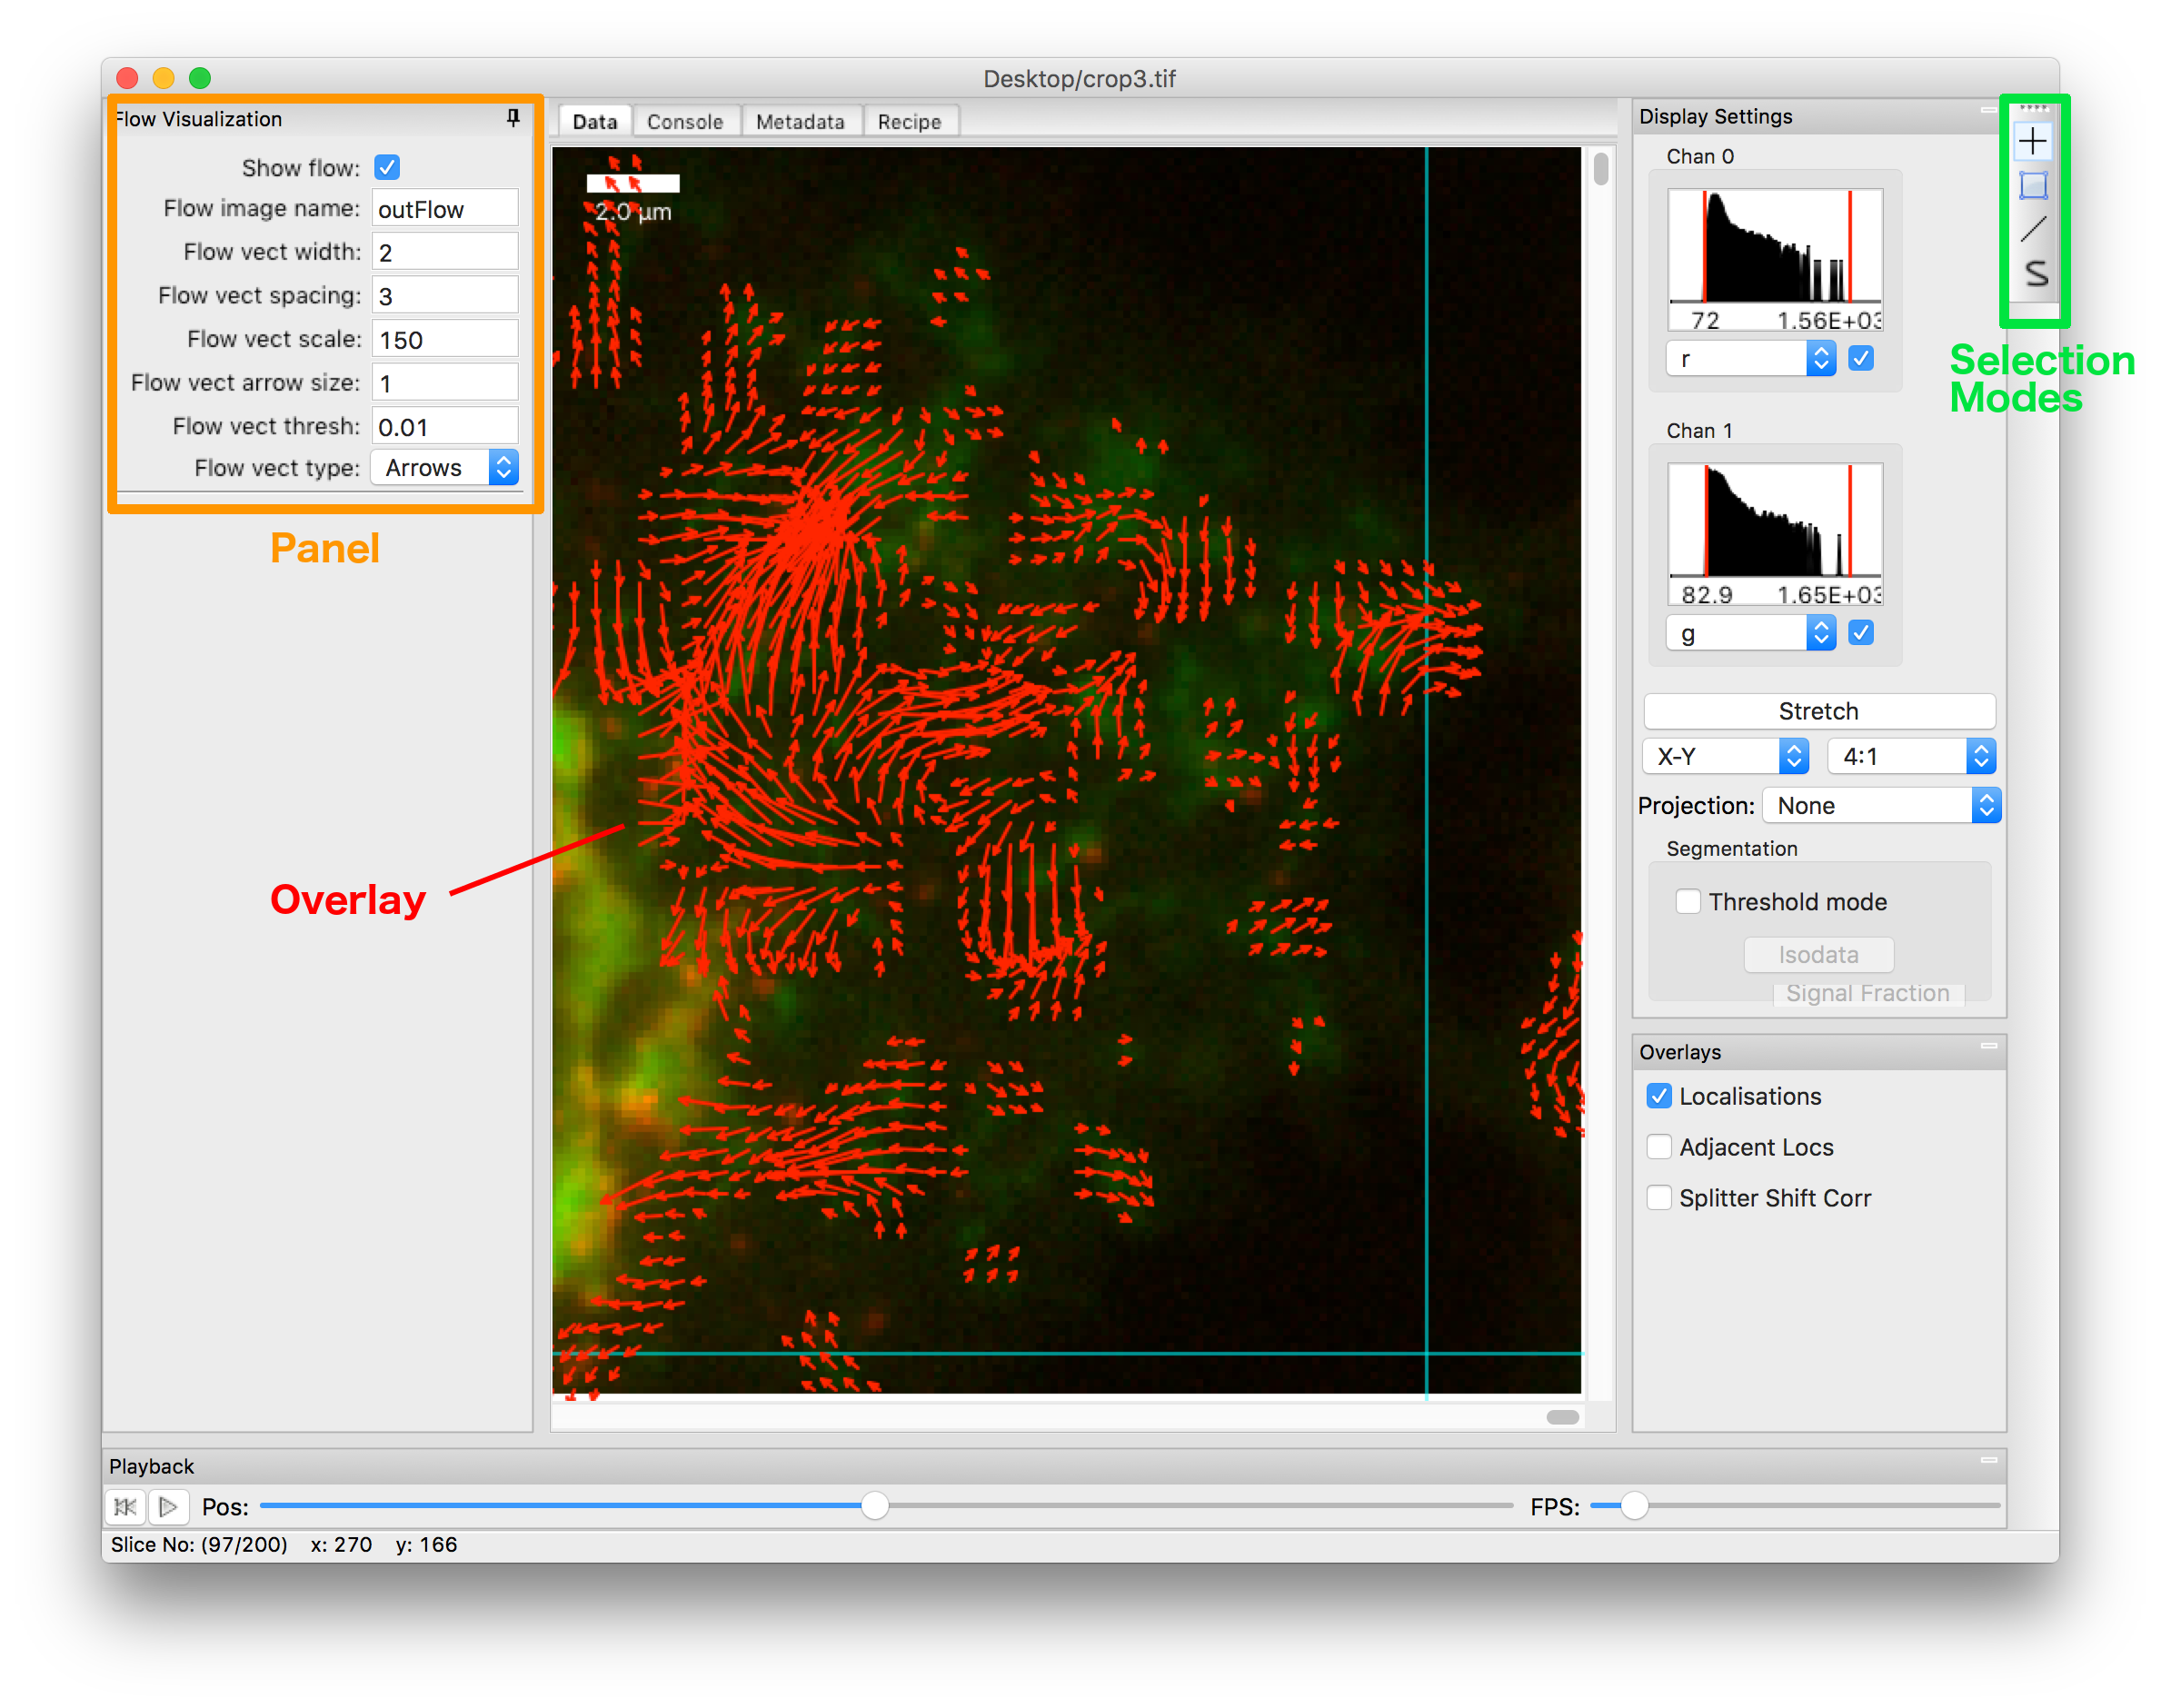 Desktop/crop3.tif
Flow Visualization
Show flow:
Flow image name: outFlow
Flow vect width: 2
Flow vect spacing: 3
Flow vect scale: 150
Flow vect arrow size: 1
Flow vect thresh: 0.01
Flow vect type: Arrows
Panel
Overlay
Data Console Metadata Recipe
2.0 µm
Display Settings
Chan 0
72 1.56E+03
r
Chan 1
82.9 1.65E+03
g
Stretch
X-Y 4:1
Projection: None
Segmentation
Threshold mode
Isodata
Signal Fraction
Overlays
Localisations
Adjacent Locs
Splitter Shift Corr
S
Selection
Modes
Playback
Pos: FPS:
Slice No: (97/200) x: 270 y: 166